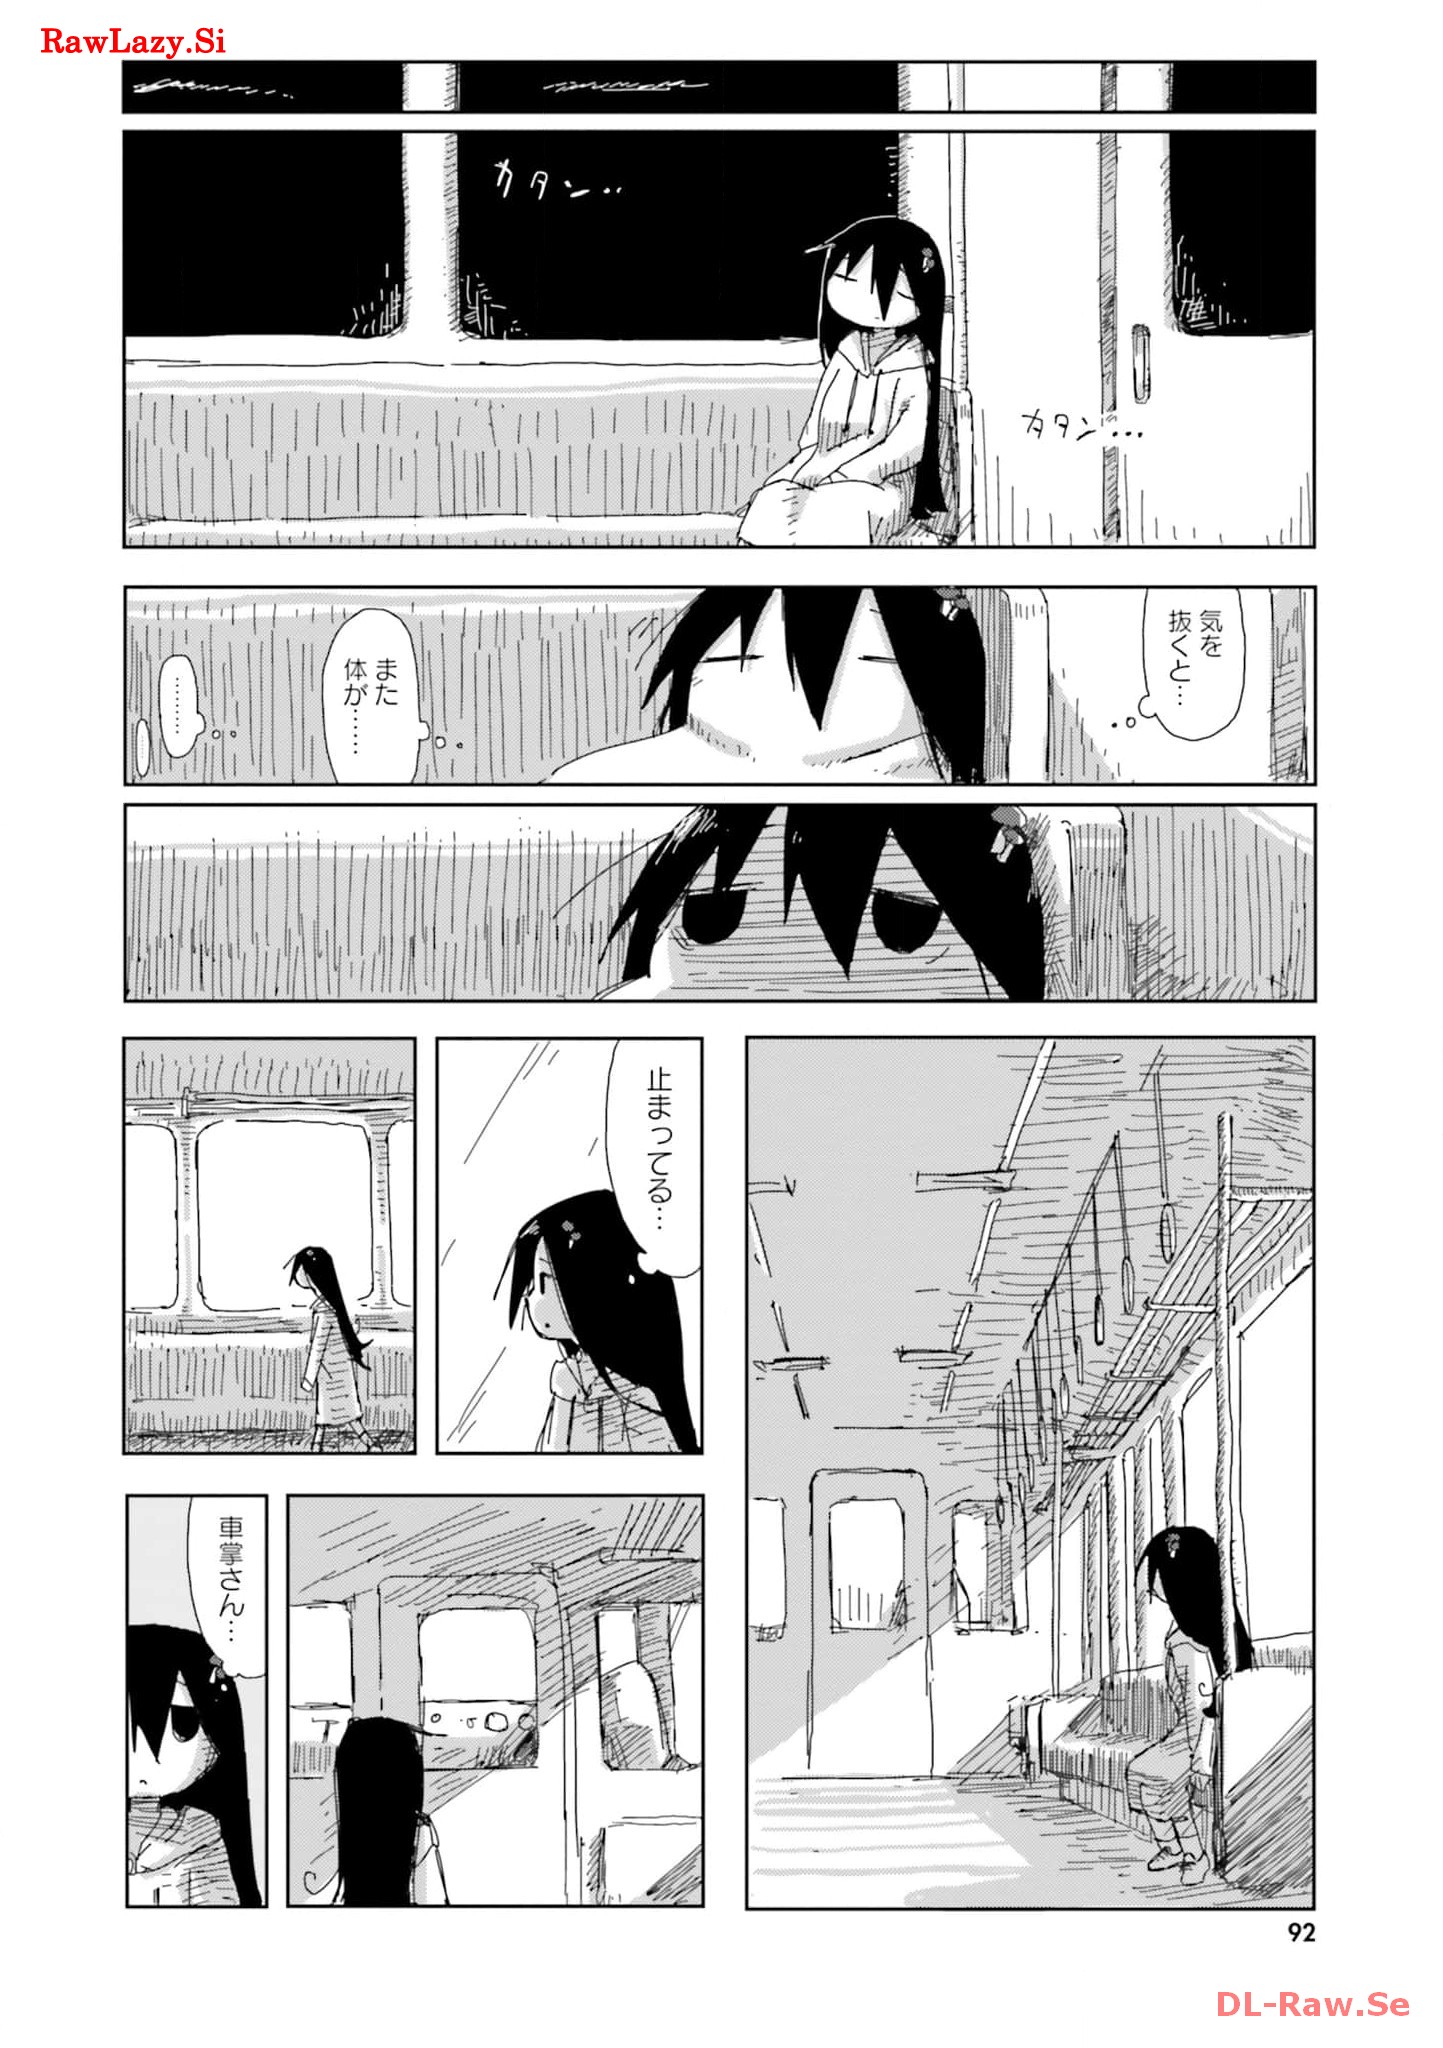 RawLazy.Si
カタン‥
カタン…
気を
抜くと…
また
体が……
………
止まってる…
車掌さん…
92
DL-Raw.Se